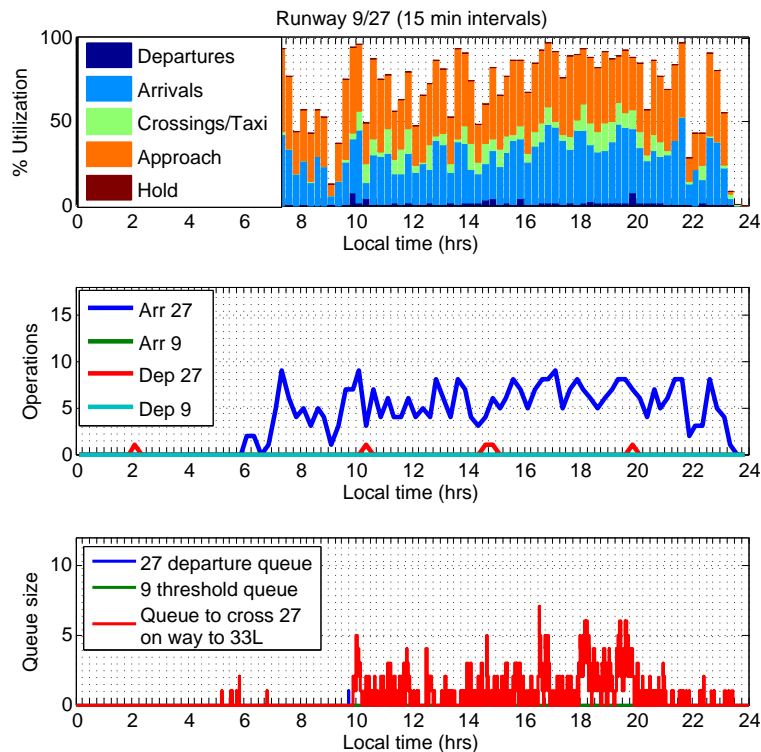 Runway 9/27 (15 min intervals)
100
50
0
% Utilization
Departures
Arrivals
Crossings/Taxi
Approach
Hold
0 2 4 6 8 10 12 14 16 18 20 22 24
Local time (hrs)
15
10
5
0
Operations
Arr 27
Arr 9
Dep 27
Dep 9
0 2 4 6 8 10 12 14 16 18 20 22 24
Local time (hrs)
10
5
0
Queue size
27 departure queue
9 threshold queue
Queue to cross 27
on way to 33L
0 2 4 6 8 10 12 14 16 18 20 22 24
Local time (hrs)